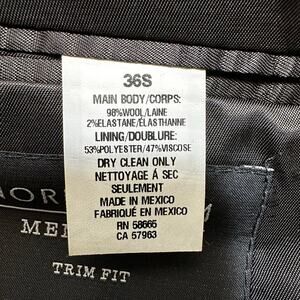 36S
MAIN BODY/CORPS:
98%WOOL/LAINE
2%ELASTANE/ÉLASTHANNE
LINING/DOUBLURE:
53%POLYESTER/47%VISCOSE
DRY CLEAN ONLY
NETTOYAGE À SEC
SEULEMENT
MADE IN MEXICO
FABRIQUÉ EN MEXICO
RN 58665
CA 57963
TRIM FIT